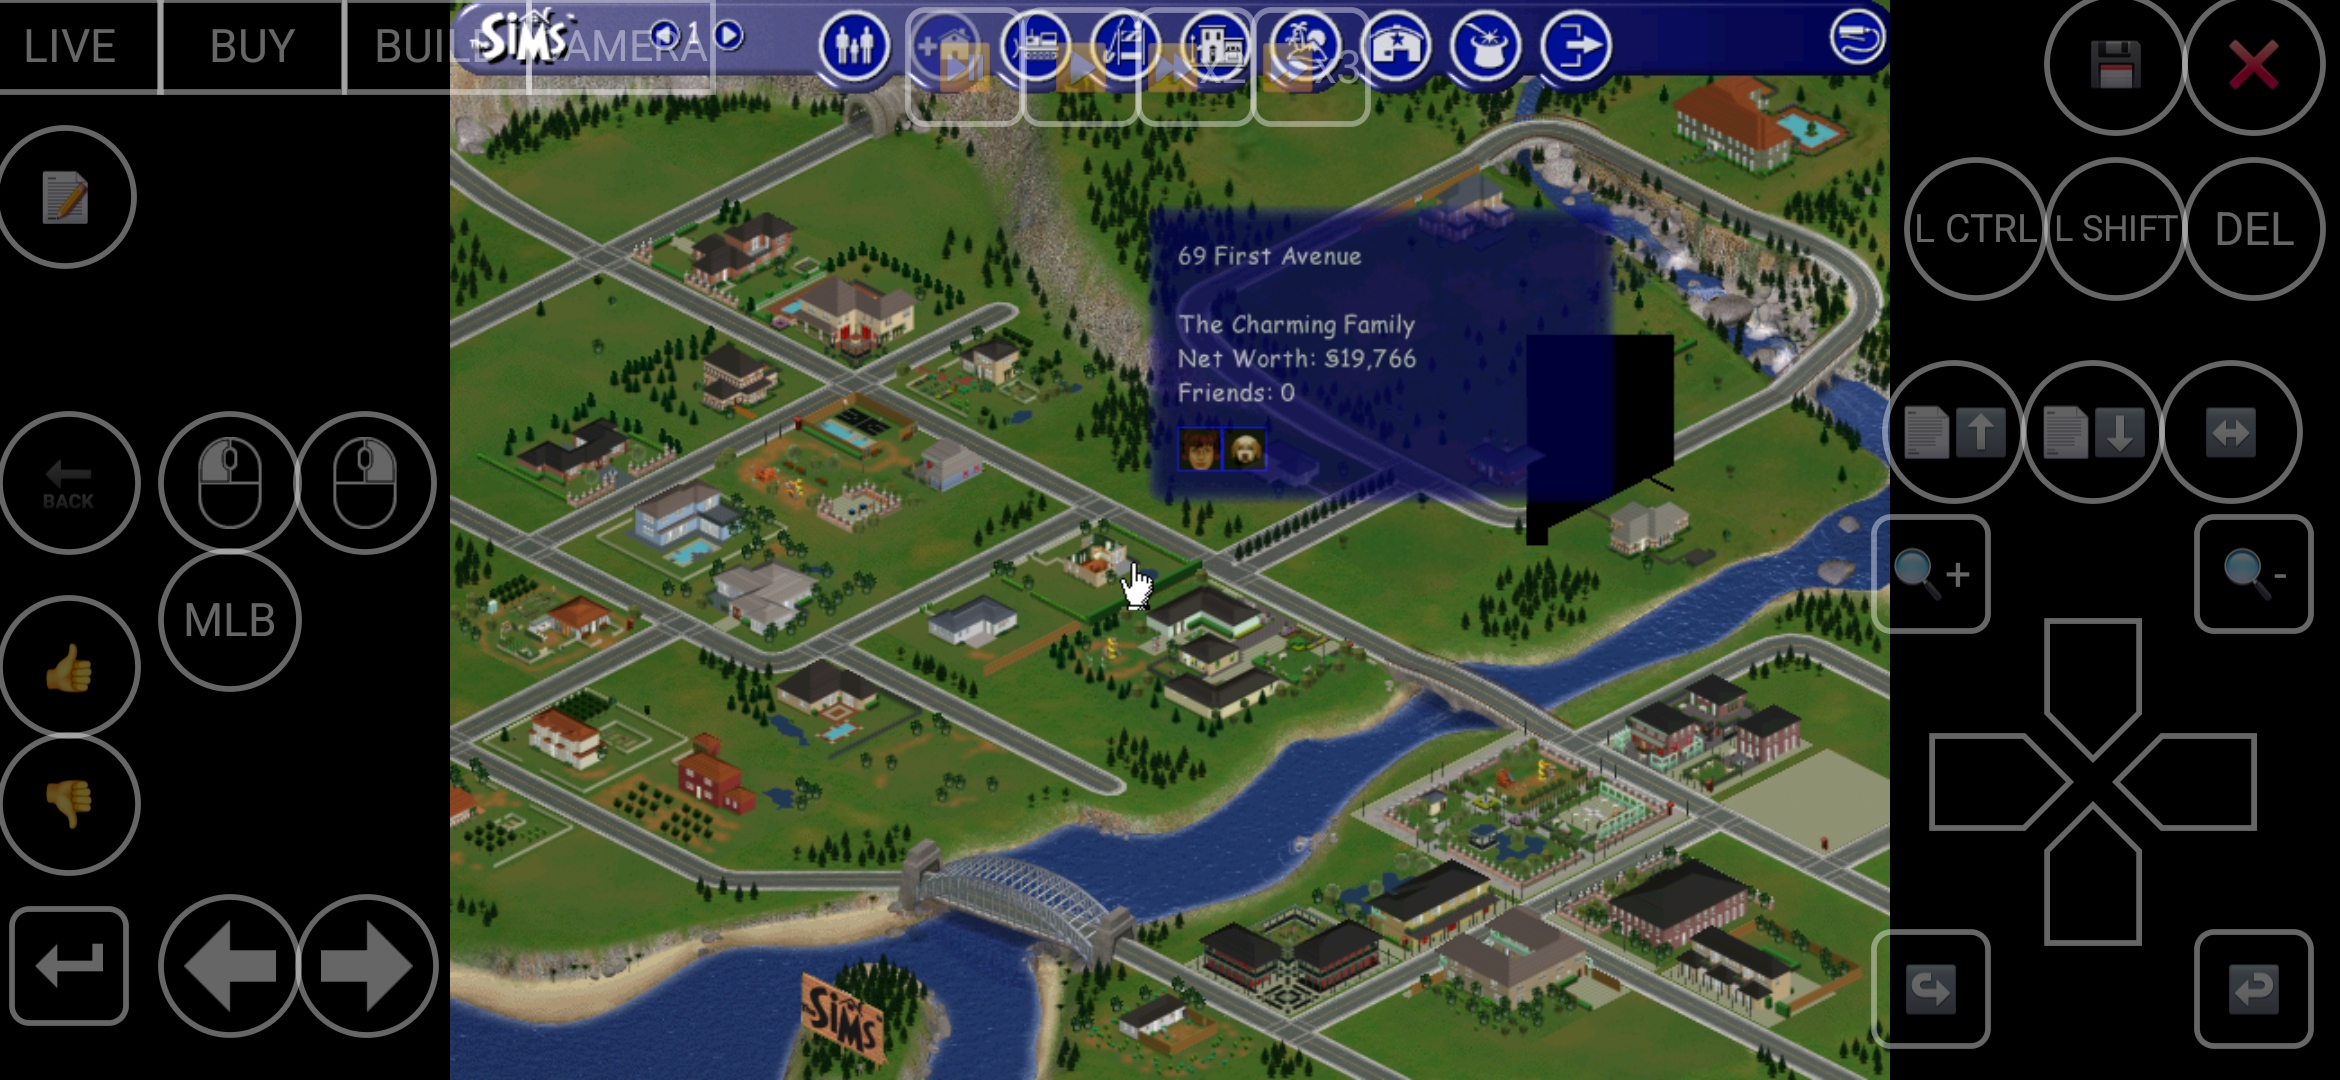 LIVE
BUY
BUILD
CAMERA
THE SiMS
1
X2
X3
69 First Avenue
The Charming Family
Net Worth: §19,766
Friends: 0
L CTRL
L SHIFT
DEL
BACK
MLB
+
-
SiMS